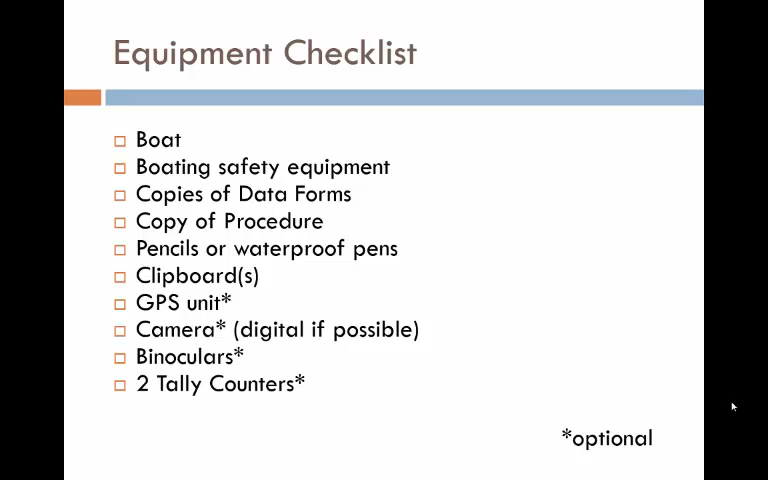 Equipment Checklist
Boat
Boating safety equipment
Copies of Data Forms
Copy of Procedure
Pencils or waterproof pens
Clipboard(s)
GPS unit*
Camera* (digital if possible)
Binoculars*
2 Tally Counters*
*optional